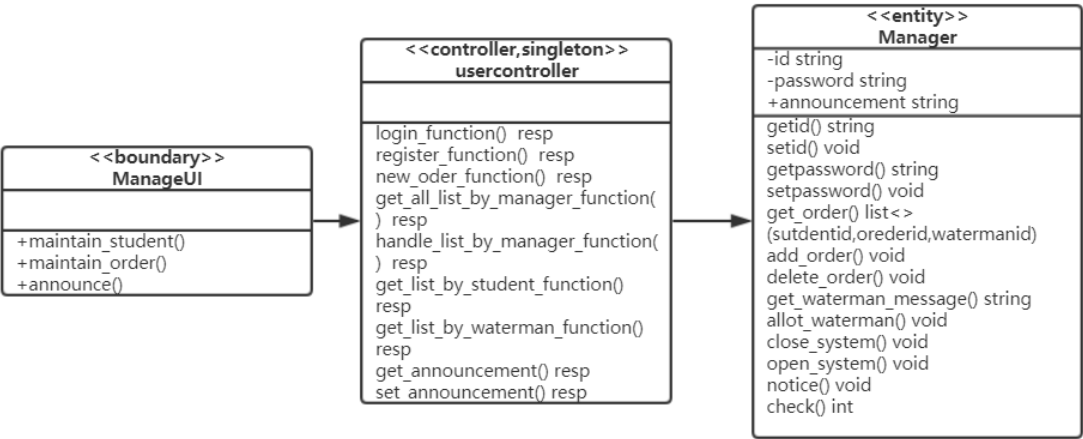 <<boundary>>
ManageUI
+maintain_student()
+maintain_order()
+announce()
<<controller,singleton>>
usercontroller
login_function()  resp
register_function()  resp
new_oder_function()  resp
get_all_list_by_manager_function(
)  resp
handle_list_by_manager_function(
)  resp
get_list_by_student_function()
resp
get_list_by_waterman_function()
resp
get_announcement() resp
set_announcement() resp
<<entity>>
Manager
-id string
-password string
+announcement string
getid() string
setid() void
getpassword() string
setpassword() void
get_order() list<>
(sutdentid,orederid,watermanid)
add_order() void
delete_order() void
get_waterman_message() string
allot_waterman() void
close_system() void
open_system() void
notice() void
check() int